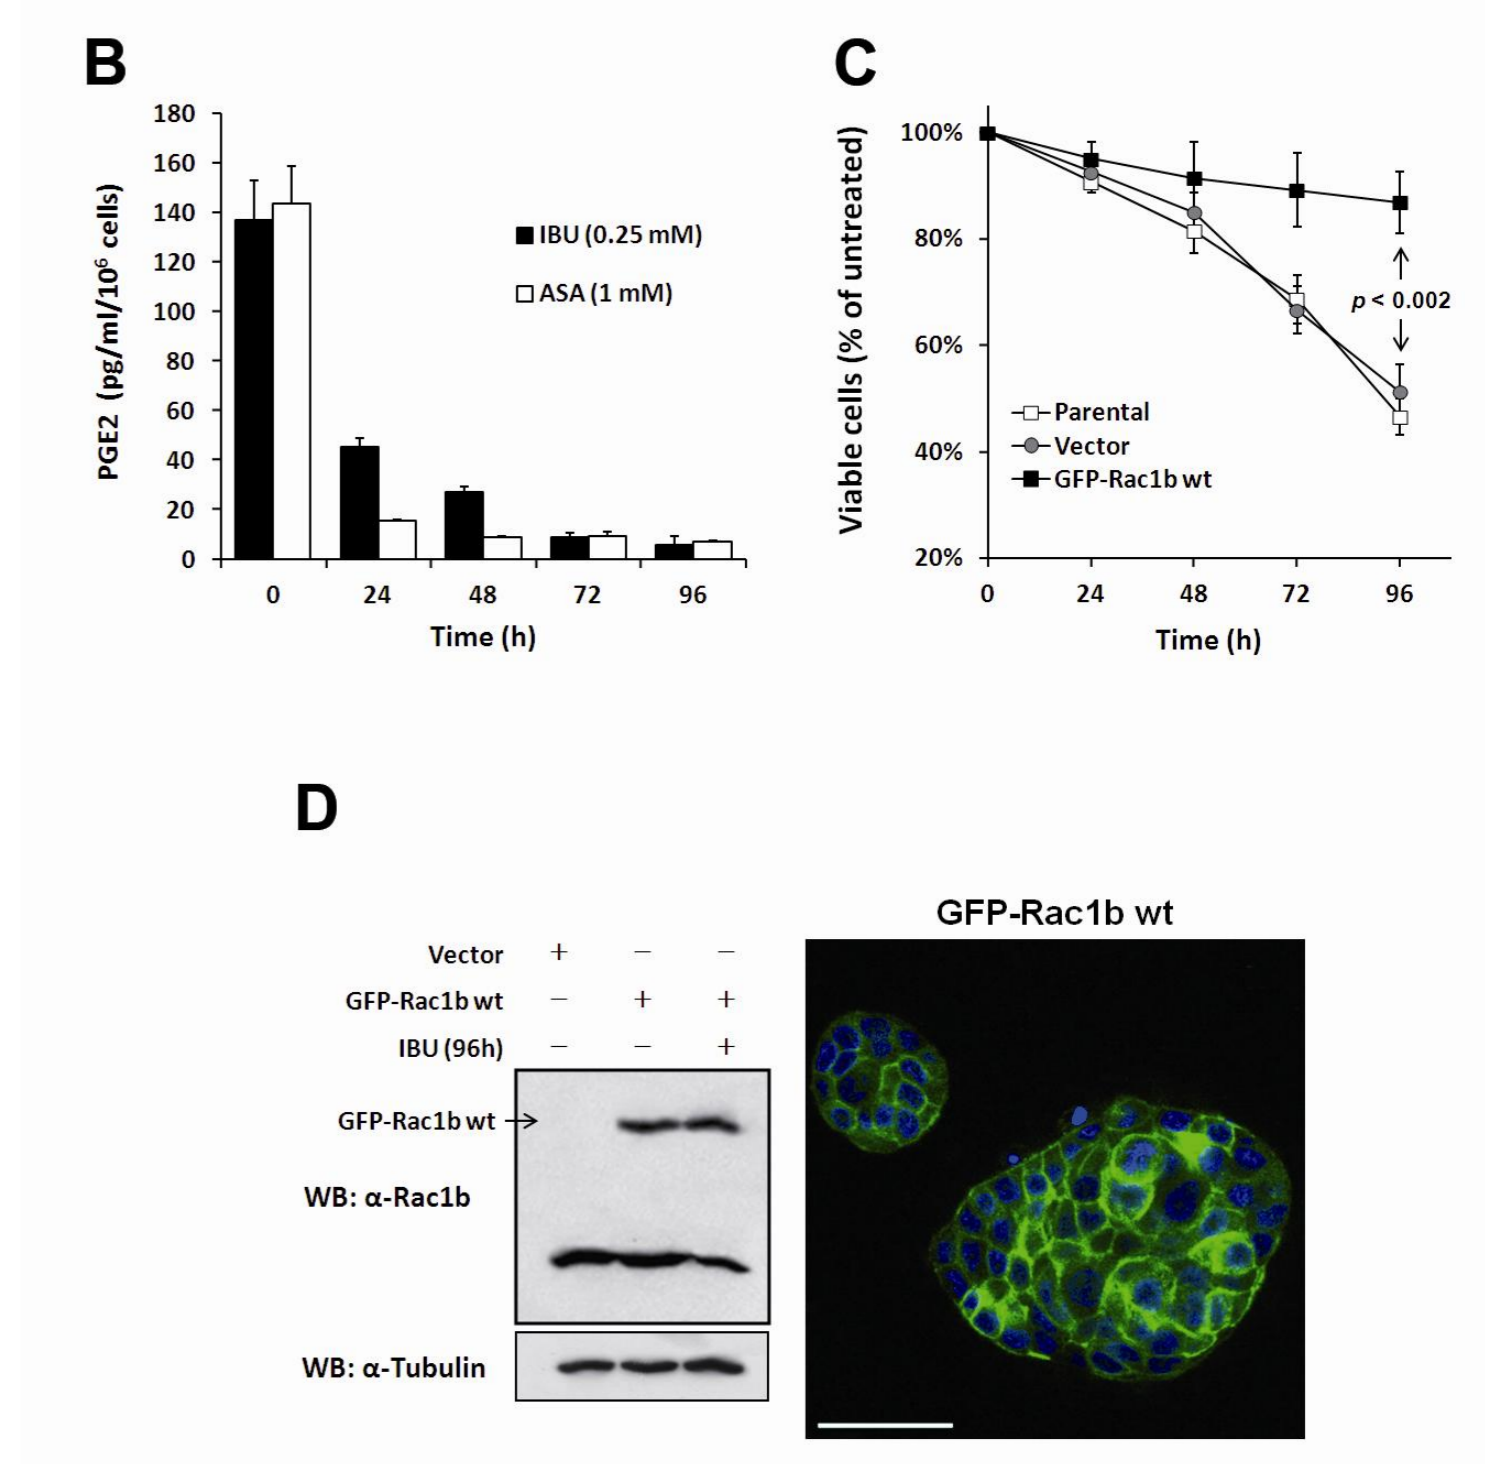 B
180
160
140
120
100
80
60
40
20
0
PGE2 (pg/ml/10⁶ cells)
IBU (0.25 mM)
ASA (1 mM)
0 24 48 72 96
Time (h)
C
100%
80%
60%
40%
20%
Viable cells (% of untreated)
p < 0.002
Parental
Vector
GFP-Rac1b wt
0 24 48 72 96
Time (h)
D
Vector + − −
GFP-Rac1b wt − + +
IBU (96h) − − +
GFP-Rac1b wt
WB: α-Rac1b
WB: α-Tubulin
GFP-Rac1b wt